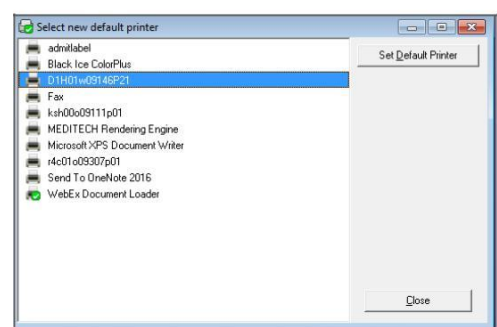 Select new default printer
admitlabel
Set Default Printer
Black Ice ColorPlus
D1H01w09146P21
Fax
ksh00o09111p01
MEDITECH Rendering Engine
Microsoft XPS Document Writer
r4c01o09307p01
Send To OneNote 2016
WebEx Document Loader
Close